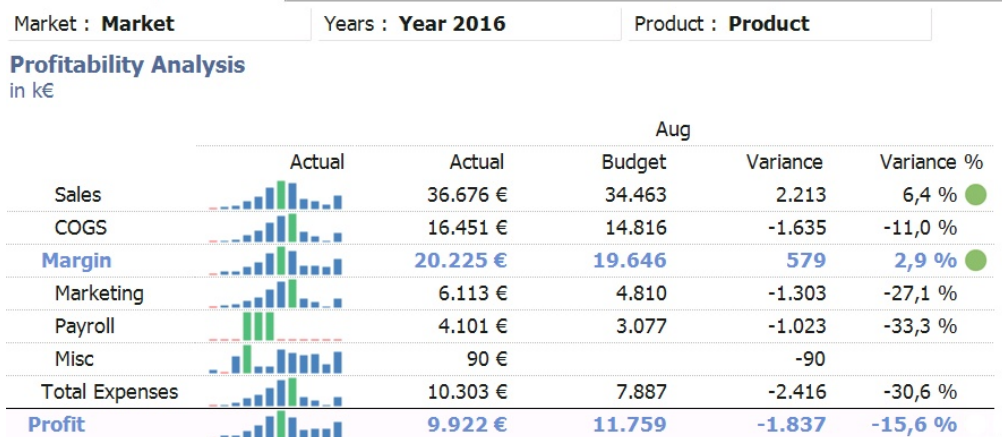 Market : Market Years : Year 2016 Product : Product
Profitability Analysis
in k€
Aug
Actual Actual Budget Variance Variance %
Sales 36.676 € 34.463 2.213 6,4 %
COGS 16.451 € 14.816 -1.635 -11,0 %
Margin 20.225 € 19.646 579 2,9 %
Marketing 6.113 € 4.810 -1.303 -27,1 %
Payroll 4.101 € 3.077 -1.023 -33,3 %
Misc 90 € -90
Total Expenses 10.303 € 7.887 -2.416 -30,6 %
Profit 9.922 € 11.759 -1.837 -15,6 %